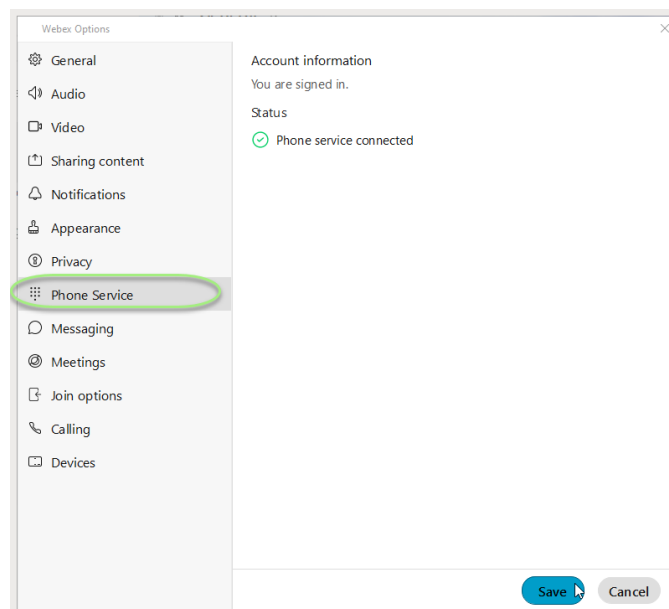 Webex Options
General
Audio
Video
Sharing content
Notifications
Appearance
Privacy
Phone Service
Messaging
Meetings
Join options
Calling
Devices
Account information
You are signed in.
Status
Phone service connected
Save
Cancel